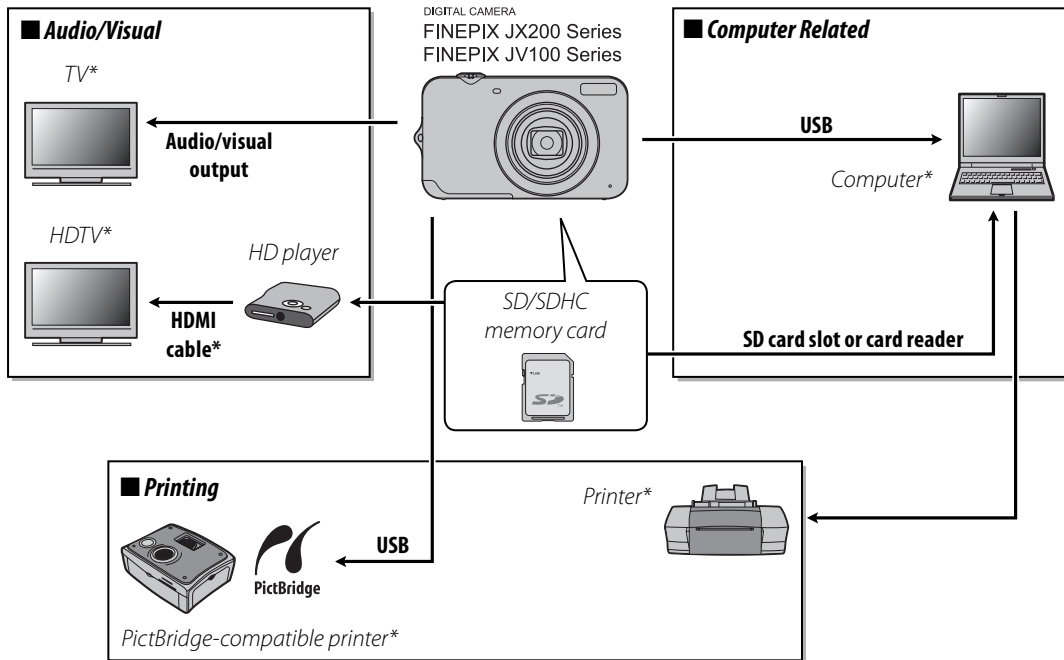 ■ Audio/Visual
TV*
Audio/visual
output
HDTV*
HD player
HDMI
cable*
DIGITAL CAMERA
FINEPIX JX200 Series
FINEPIX JV100 Series
SD/SDHC
memory card
SD
■ Computer Related
USB
Computer*
SD card slot or card reader
■ Printing
PictBridge
USB
PictBridge-compatible printer*
Printer*